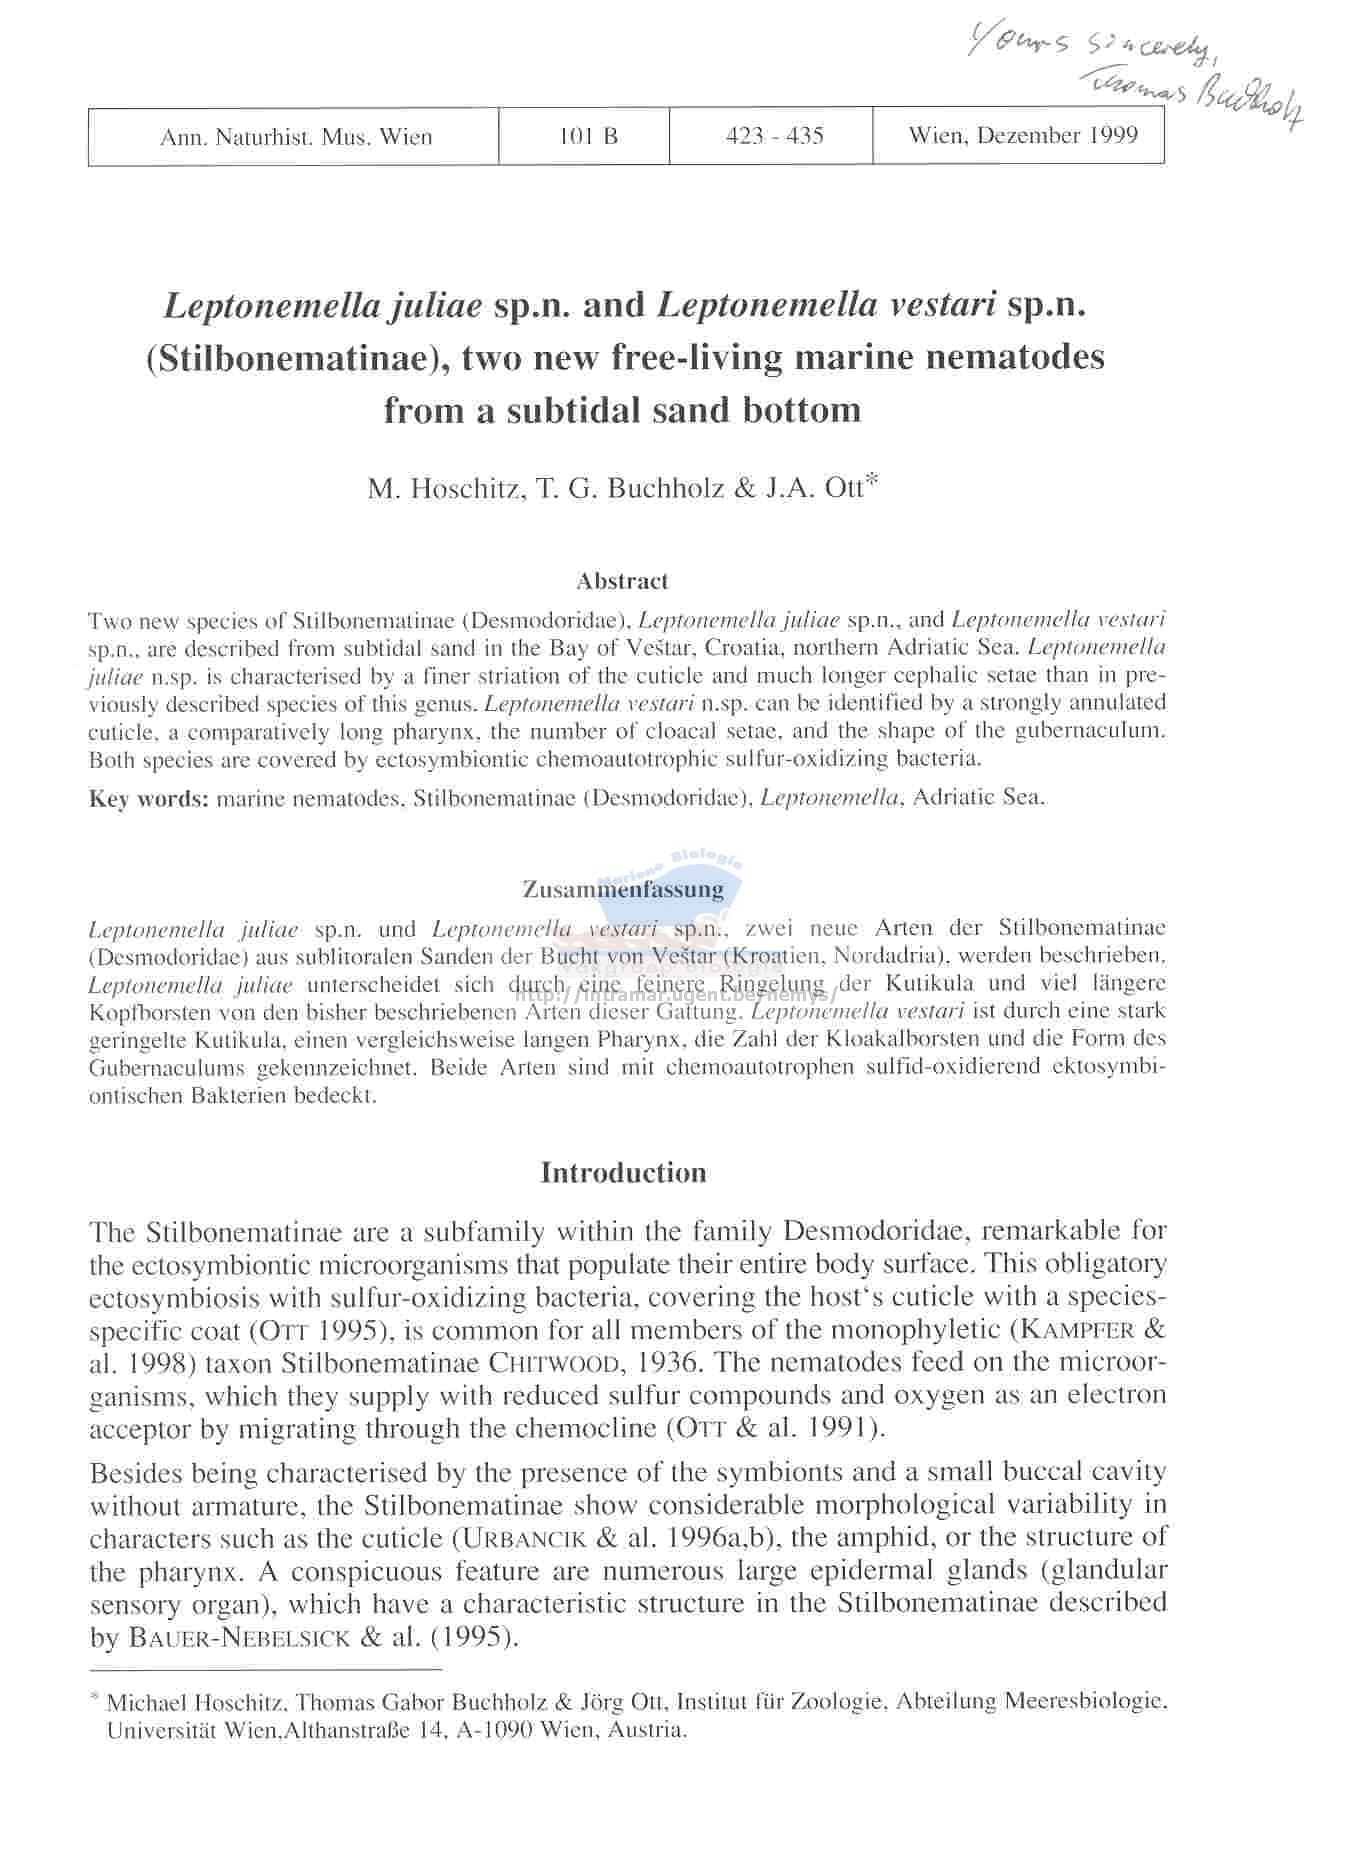 Yours sincerely,
Thomas Buchholz
Ann. Naturhist. Mus. Wien 101 B 423 - 435 Wien, Dezember 1999
Leptonemella juliae sp.n. and Leptonemella vestari sp.n.
(Stilbonematinae), two new free-living marine nematodes
from a subtidal sand bottom
M. Hoschitz, T. G. Buchholz & J.A. Ott*
Abstract
Two new species of Stilbonematinae (Desmodoridae), Leptonemella juliae sp.n., and Leptonemella vestari
sp.n., are described from subtidal sand in the Bay of Veštar, Croatia, northern Adriatic Sea. Leptonemella
juliae n.sp. is characterised by a finer striation of the cuticle and much longer cephalic setae than in pre-
viously described species of this genus. Leptonemella vestari n.sp. can be identified by a strongly annulated
cuticle, a comparatively long pharynx, the number of cloacal setae, and the shape of the gubernaculum.
Both species are covered by ectosymbiontic chemoautotrophic sulfur-oxidizing bacteria.
Key words: marine nematodes, Stilbonematinae (Desmodoridae), Leptonemella, Adriatic Sea.
Mariene Biologie
Zusammenfassung
Leptonemella juliae sp.n. und Leptonemella vestari sp.n., zwei neue Arten der Stilbonematinae
(Desmodoridae) aus sublitoralen Sanden der Bucht von Veštar (Kroatien, Nordadria), werden beschrieben.
Vakgroep Biologie
Leptonemella juliae unterscheidet sich durch eine feinere Ringelung der Kutikula und viel längere
http://intramar.ugent.be/nemys/
Kopfborsten von den bisher beschriebenen Arten dieser Gattung. Leptonemella vestari ist durch eine stark
geringelte Kutikula, einen vergleichsweise langen Pharynx, die Zahl der Kloakalborsten und die Form des
Gubernaculums gekennzeichnet. Beide Arten sind mit chemoautotrophen sulfid-oxidierend ektosymbi-
ontischen Bakterien bedeckt.
Introduction
The Stilbonematinae are a subfamily within the family Desmodoridae, remarkable for
the ectosymbiontic microorganisms that populate their entire body surface. This obligatory
ectosymbiosis with sulfur-oxidizing bacteria, covering the host‘s cuticle with a species-
specific coat (OTT 1995), is common for all members of the monophyletic (KAMPFER &
al. 1998) taxon Stilbonematinae CHITWOOD, 1936. The nematodes feed on the microor-
ganisms, which they supply with reduced sulfur compounds and oxygen as an electron
acceptor by migrating through the chemocline (OTT & al. 1991).
Besides being characterised by the presence of the symbionts and a small buccal cavity
without armature, the Stilbonematinae show considerable morphological variability in
characters such as the cuticle (URBANCIK & al. 1996a,b), the amphid, or the structure of
the pharynx. A conspicuous feature are numerous large epidermal glands (glandular
sensory organ), which have a characteristic structure in the Stilbonematinae described
by BAUER-NEBELSICK & al. (1995).
* Michael Hoschitz, Thomas Gabor Buchholz & Jörg Ott, Institut für Zoologie, Abteilung Meeresbiologie,
Universität Wien,Althanstraße 14, A-1090 Wien, Austria.